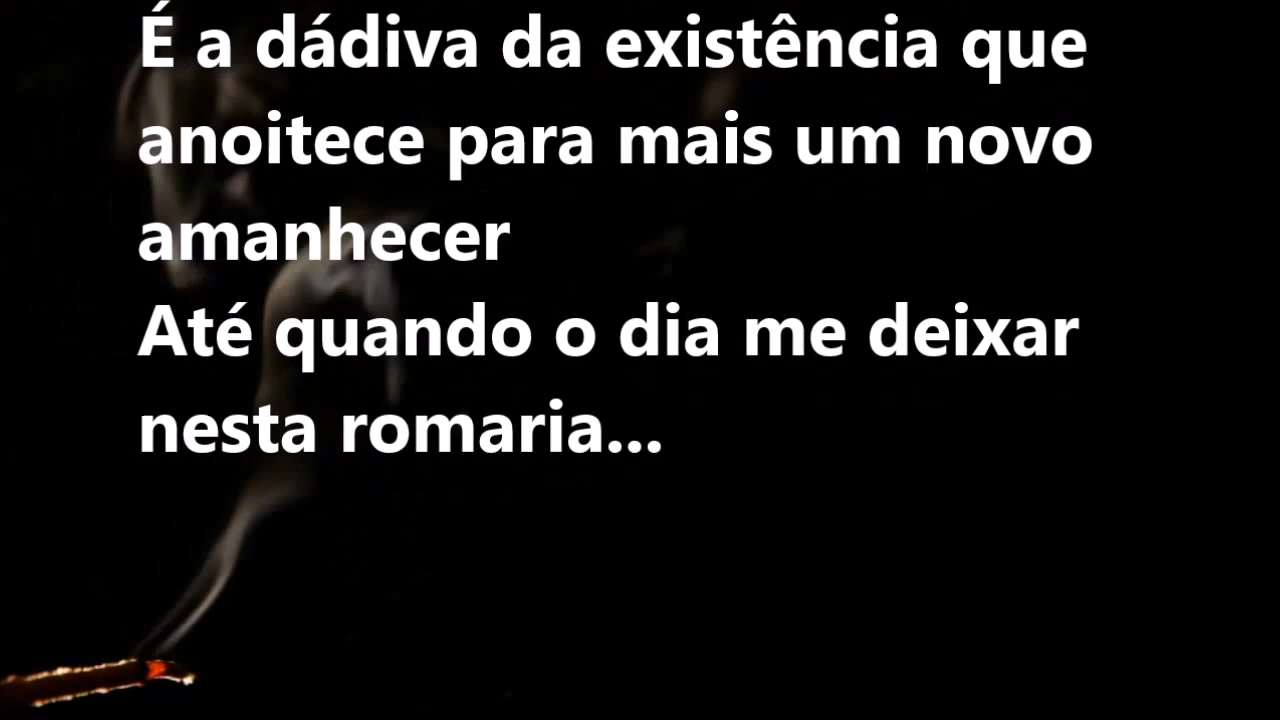 É a dádiva da existência que
anoitece para mais um novo
amanhecer
Até quando o dia me deixar
nesta romaria...